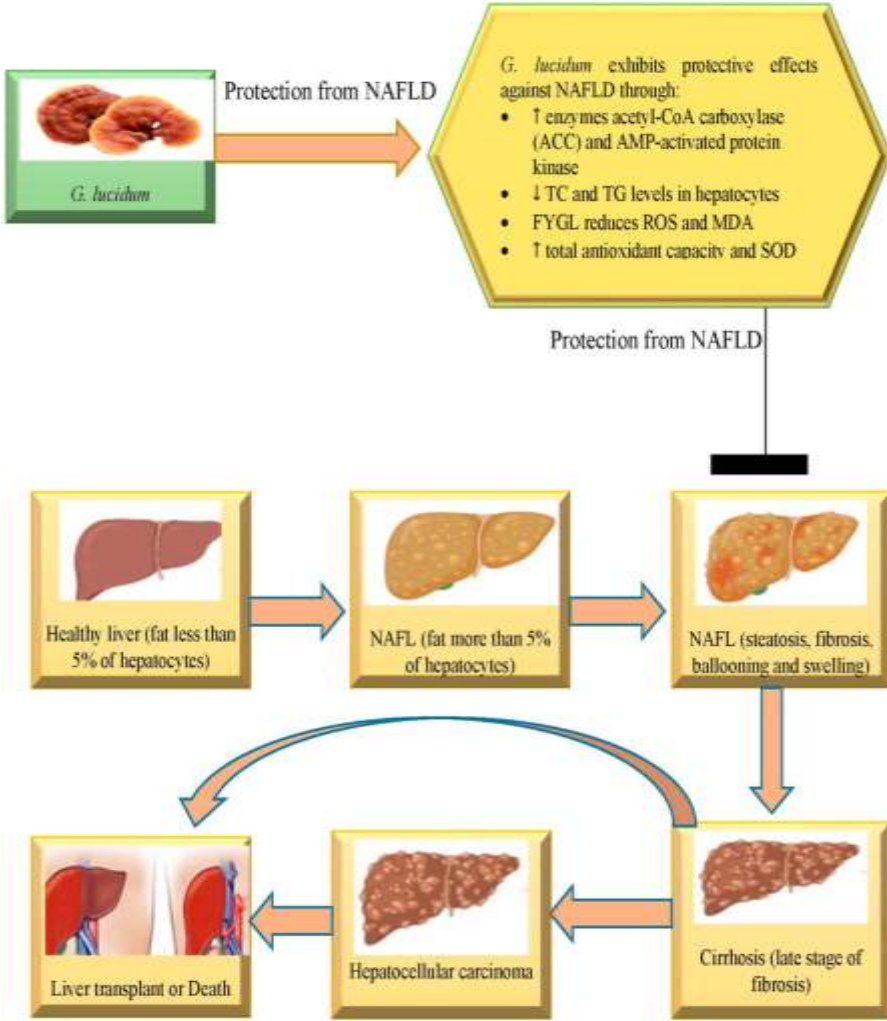 Protection from NAFLD
G. lucidum
G. lucidum exhibits protective effects
against NAFLD through:
• ↑ enzymes acetyl-CoA carboxylase
(ACC) and AMP-activated protein
kinase
• ↓ TC and TG levels in hepatocytes
• FYGL reduces ROS and MDA
• ↑ total antioxidant capacity and SOD
Protection from NAFLD
Healthy liver (fat less than
5% of hepatocytes)
NAFL (fat more than 5%
of hepatocytes)
NAFL (steatosis, fibrosis,
ballooning and swelling)
Liver transplant or Death
Hepatocellular carcinoma
Cirrhosis (late stage of
fibrosis)